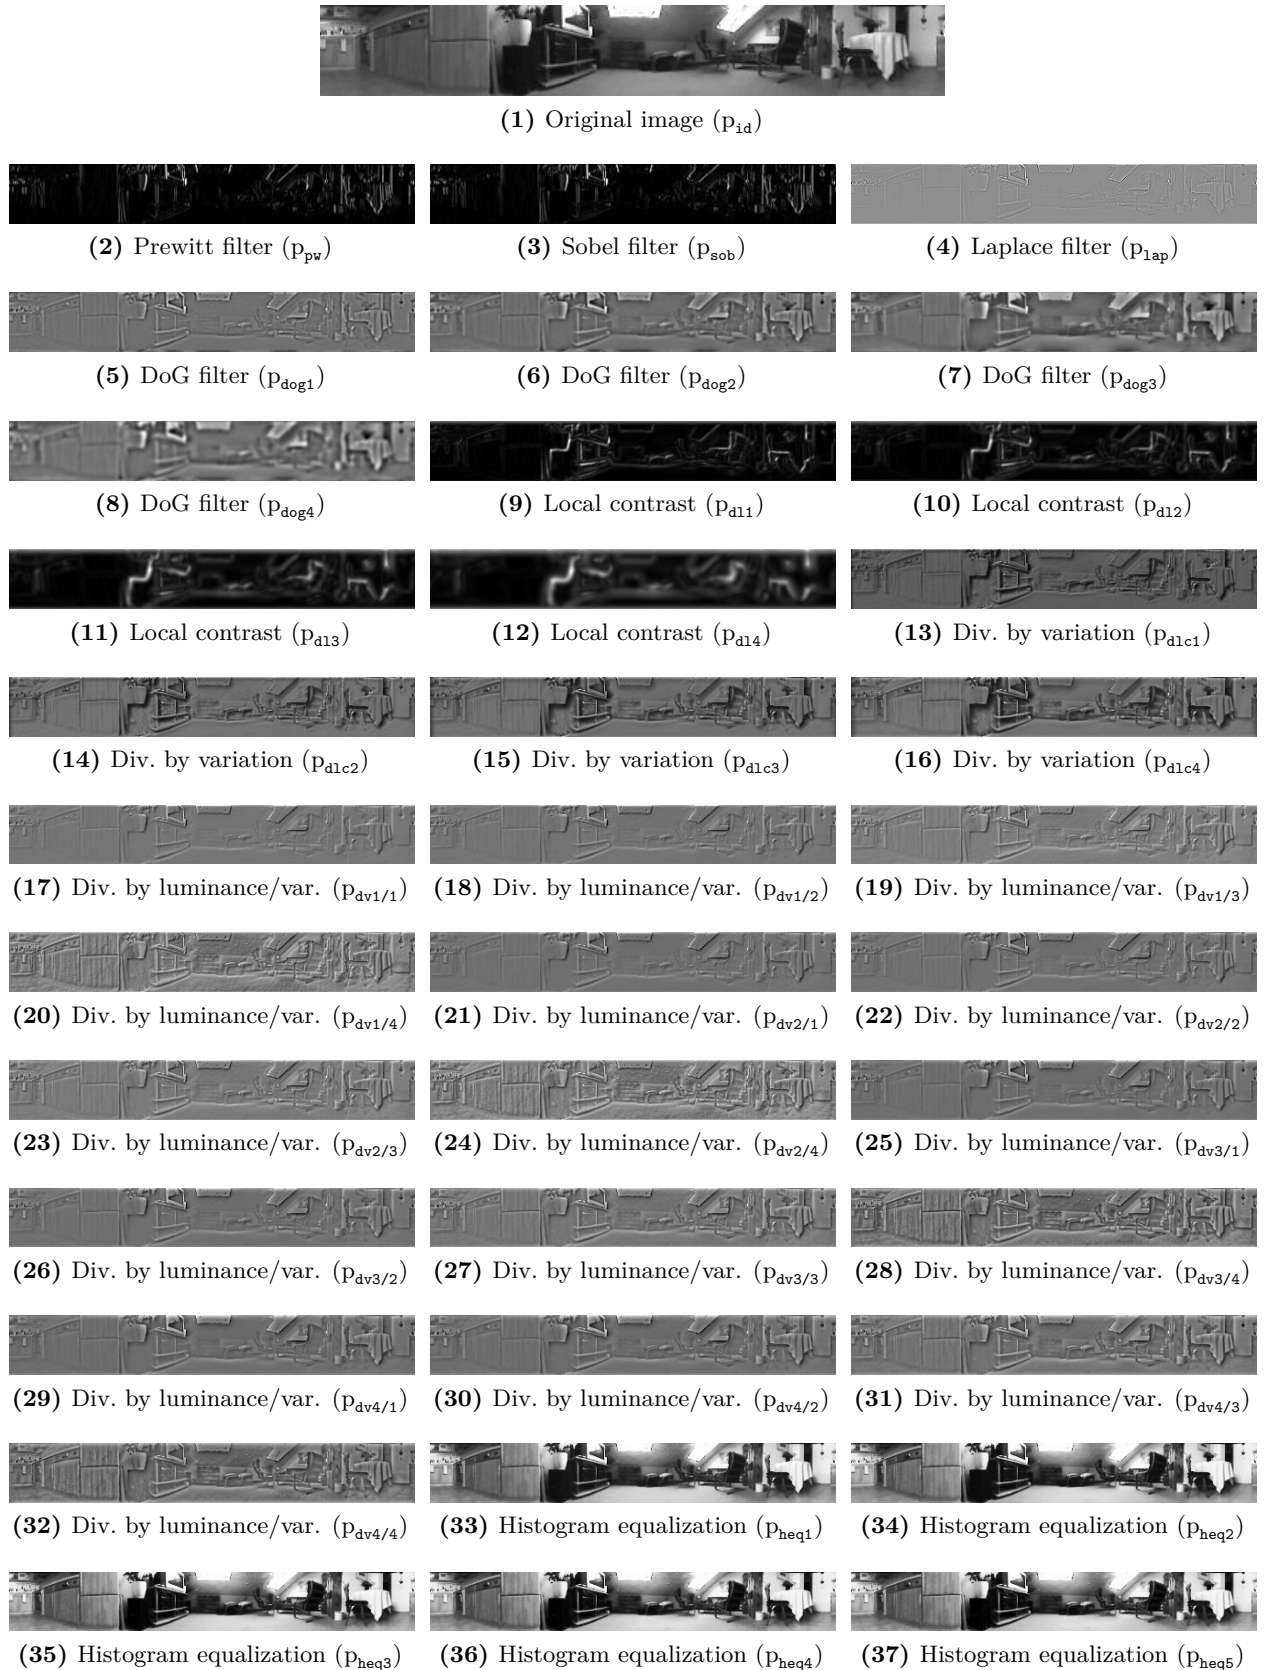 (1) Original image (p_id)
(2) Prewitt filter (p_pw)
(3) Sobel filter (p_sob)
(4) Laplace filter (p_lap)
(5) DoG filter (p_dog1)
(6) DoG filter (p_dog2)
(7) DoG filter (p_dog3)
(8) DoG filter (p_dog4)
(9) Local contrast (p_dl1)
(10) Local contrast (p_dl2)
(11) Local contrast (p_dl3)
(12) Local contrast (p_dl4)
(13) Div. by variation (p_dlc1)
(14) Div. by variation (p_dlc2)
(15) Div. by variation (p_dlc3)
(16) Div. by variation (p_dlc4)
(17) Div. by luminance/var. (p_dv1/1)
(18) Div. by luminance/var. (p_dv1/2)
(19) Div. by luminance/var. (p_dv1/3)
(20) Div. by luminance/var. (p_dv1/4)
(21) Div. by luminance/var. (p_dv2/1)
(22) Div. by luminance/var. (p_dv2/2)
(23) Div. by luminance/var. (p_dv2/3)
(24) Div. by luminance/var. (p_dv2/4)
(25) Div. by luminance/var. (p_dv3/1)
(26) Div. by luminance/var. (p_dv3/2)
(27) Div. by luminance/var. (p_dv3/3)
(28) Div. by luminance/var. (p_dv3/4)
(29) Div. by luminance/var. (p_dv4/1)
(30) Div. by luminance/var. (p_dv4/2)
(31) Div. by luminance/var. (p_dv4/3)
(32) Div. by luminance/var. (p_dv4/4)
(33) Histogram equalization (p_heq1)
(34) Histogram equalization (p_heq2)
(35) Histogram equalization (p_heq3)
(36) Histogram equalization (p_heq4)
(37) Histogram equalization (p_heq5)